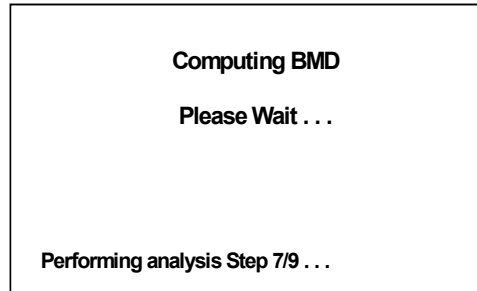 Computing BMD
Please Wait . . .
Performing analysis Step 7/9 . . .